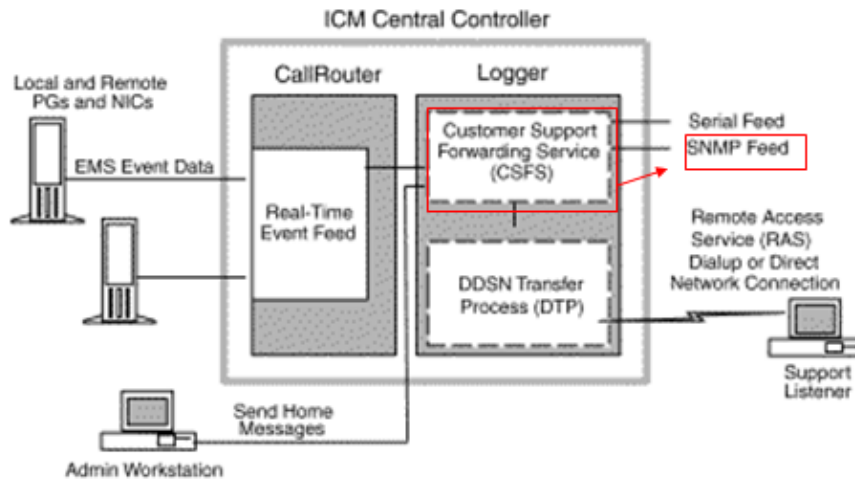 ICM Central Controller
CallRouter
Logger
Local and Remote
PGs and NICs
EMS Event Data
Real-Time
Event Feed
Customer Support
Forwarding Service
(CSFS)
Serial Feed
SNMP Feed
DDSN Transfer
Process (DTP)
Remote Access
Service (RAS)
Dialup or Direct
Network Connection
Support
Listener
Send Home
Messages
Admin Workstation